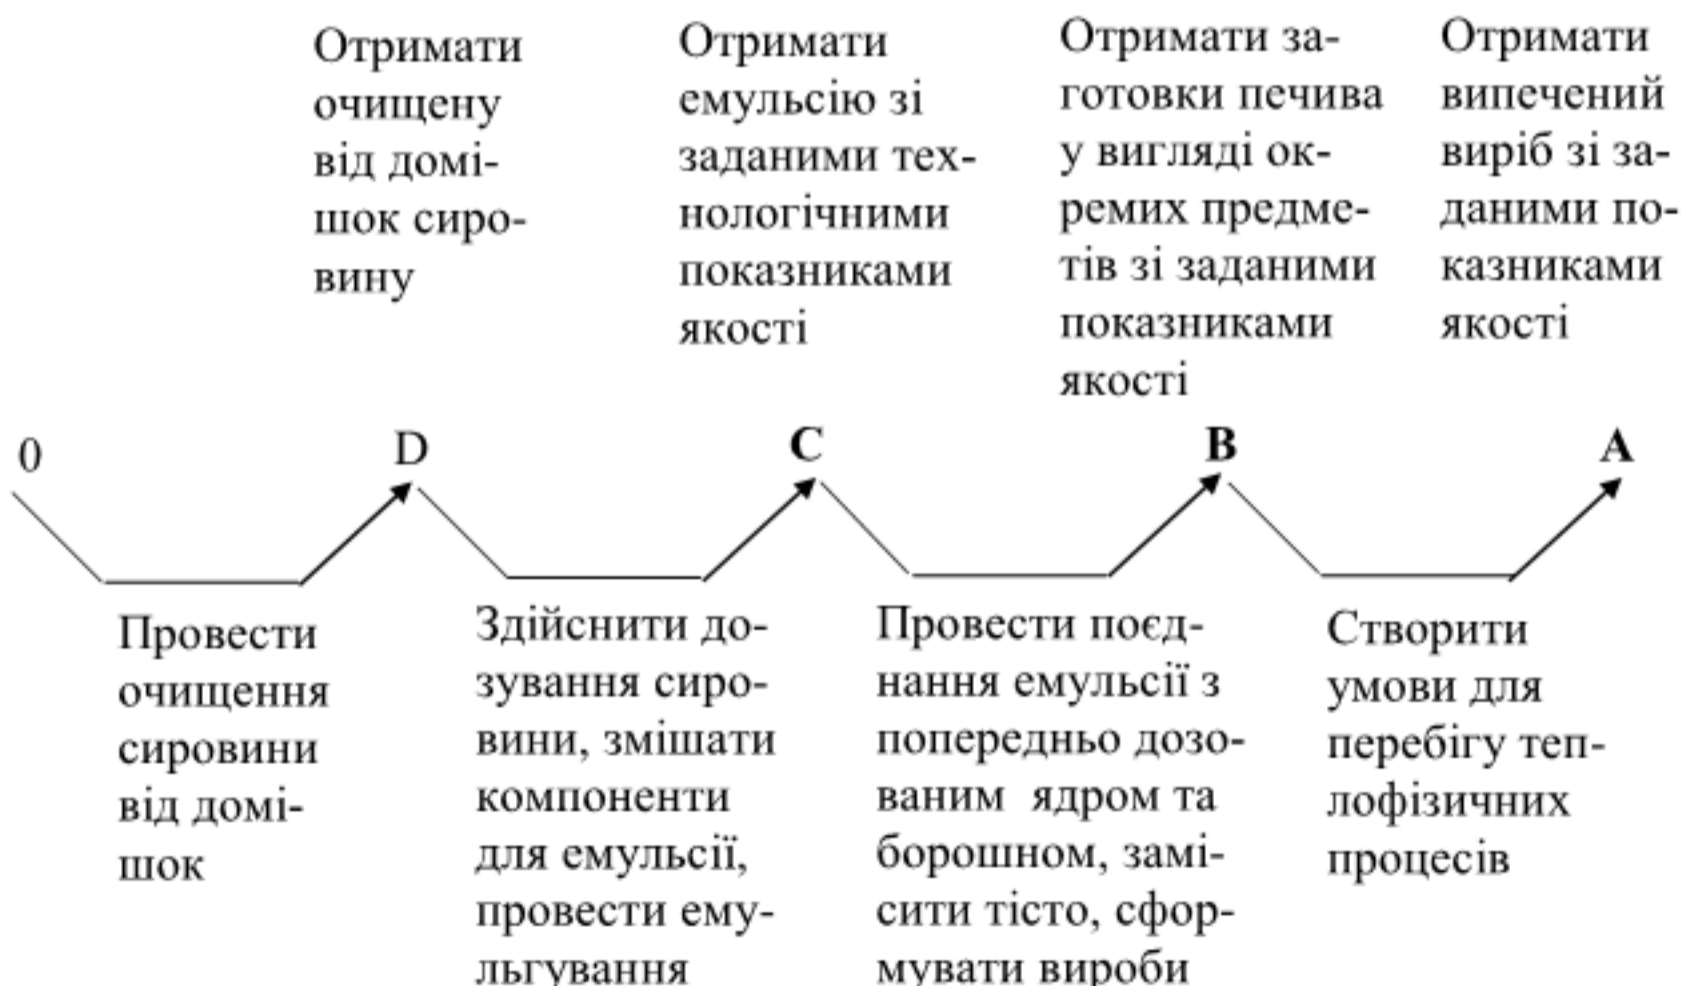 Отримати
очищену
від домі-
шок сиро-
вину
Отримати
емульсію зі
заданими тех-
нологічними
показниками
якості
Отримати за-
готовки печива
у вигляді ок-
ремих предме-
тів зі заданими
показниками
якості
Отримати
випечений
виріб зі за-
даними по-
казниками
якості
0
D
C
B
A
Провести
очищення
сировини
від домі-
шок
Здійснити до-
зування сиро-
вини, змішати
компоненти
для емульсії,
провести ему-
льгування
Провести поєд-
нання емульсії з
попередньо дозо-
ваним ядром та
борошном, замі-
сити тісто, сфор-
мувати вироби
Створити
умови для
перебігу теп-
лофізичних
процесів